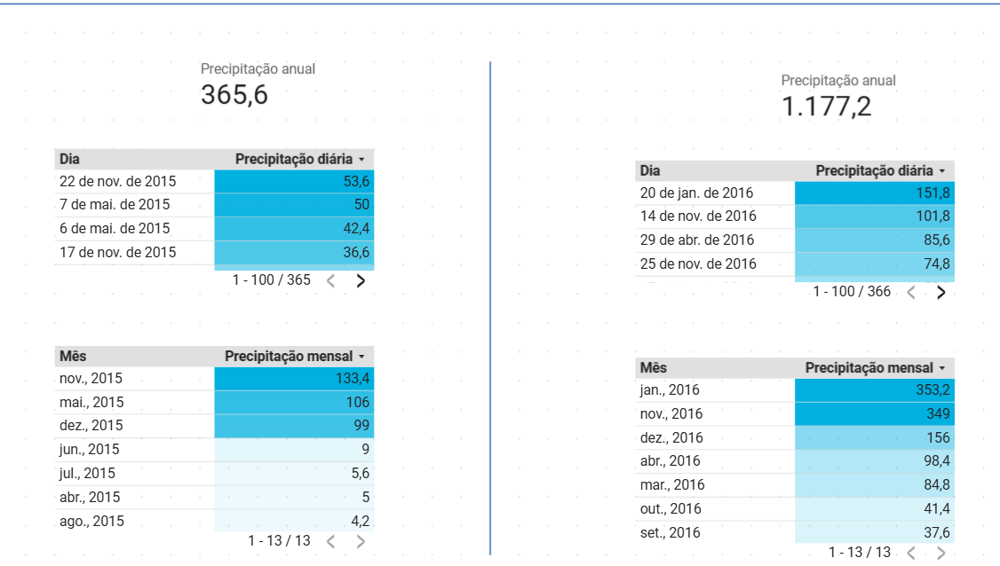 Precipitação anual
365,6
Dia Precipitação diária
22 de nov. de 2015 53,6
7 de mai. de 2015 50
6 de mai. de 2015 42,4
17 de nov. de 2015 36,6
1 - 100 / 365 < >
Mês Precipitação mensal
nov., 2015 133,4
mai., 2015 106
dez., 2015 99
jun., 2015 9
jul., 2015 5,6
abr., 2015 5
ago., 2015 4,2
1 - 13 / 13 < >
Precipitação anual
1.177,2
Dia Precipitação diária
20 de jan. de 2016 151,8
14 de nov. de 2016 101,8
29 de abr. de 2016 85,6
25 de nov. de 2016 74,8
1 - 100 / 366 < >
Mês Precipitação mensal
jan., 2016 353,2
nov., 2016 349
dez., 2016 156
abr., 2016 98,4
mar., 2016 84,8
out., 2016 41,4
set., 2016 37,6
1 - 13 / 13 < >